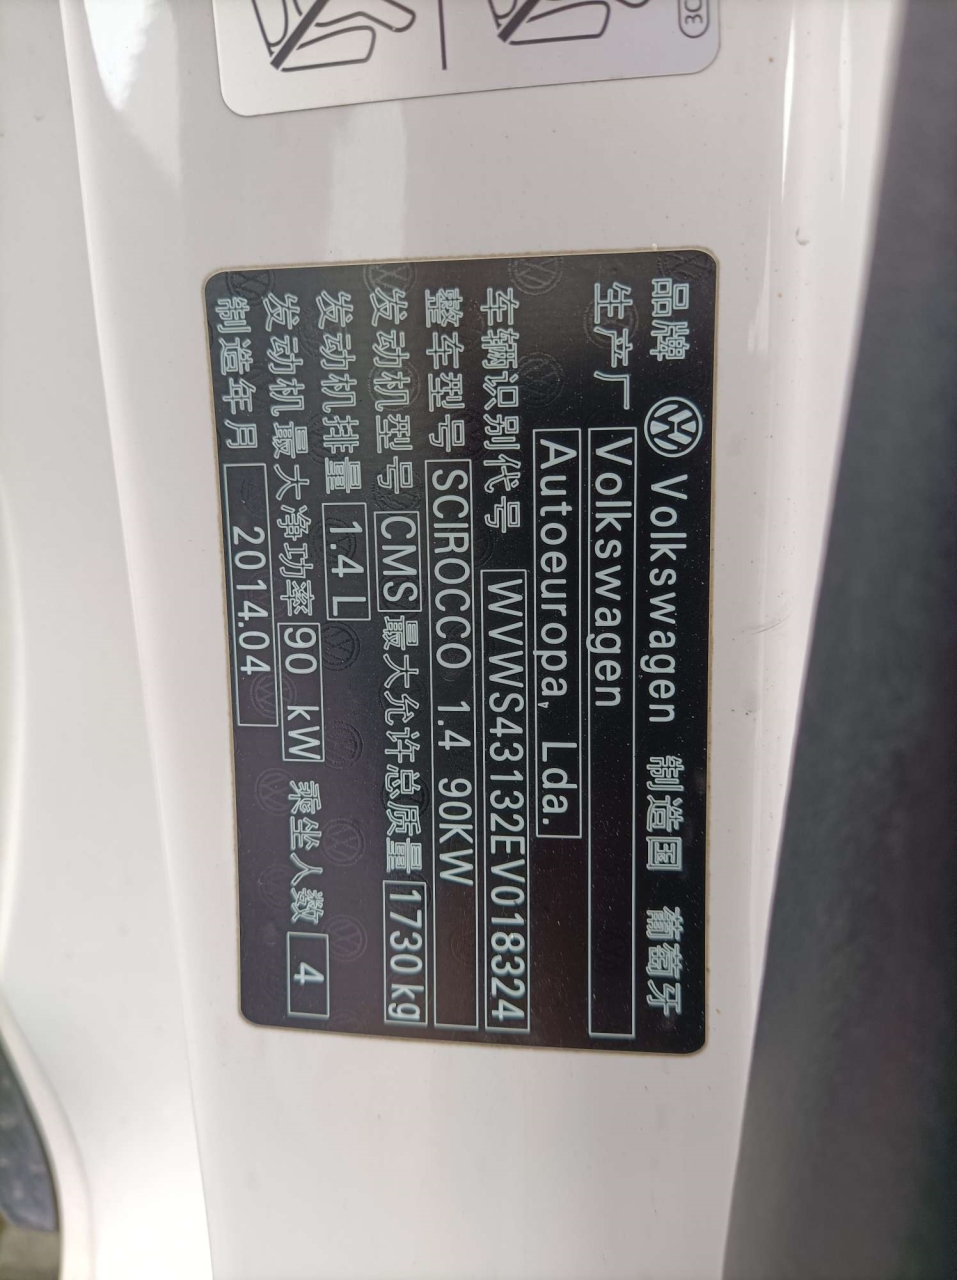 品牌 Volkswagen 制造国 葡萄牙
生产厂 Volkswagen
Autoeuropa, Lda.
车辆识别代号 WVWWS43132EV018324
整车型号 SCIROCCO 1.4 90KW
发动机型号 CMS 最大允许总质量 1730kg
发动机排量 1.4 L
发动机最大净功率 90 kW 乘坐人数 4
制造年月 2014.04